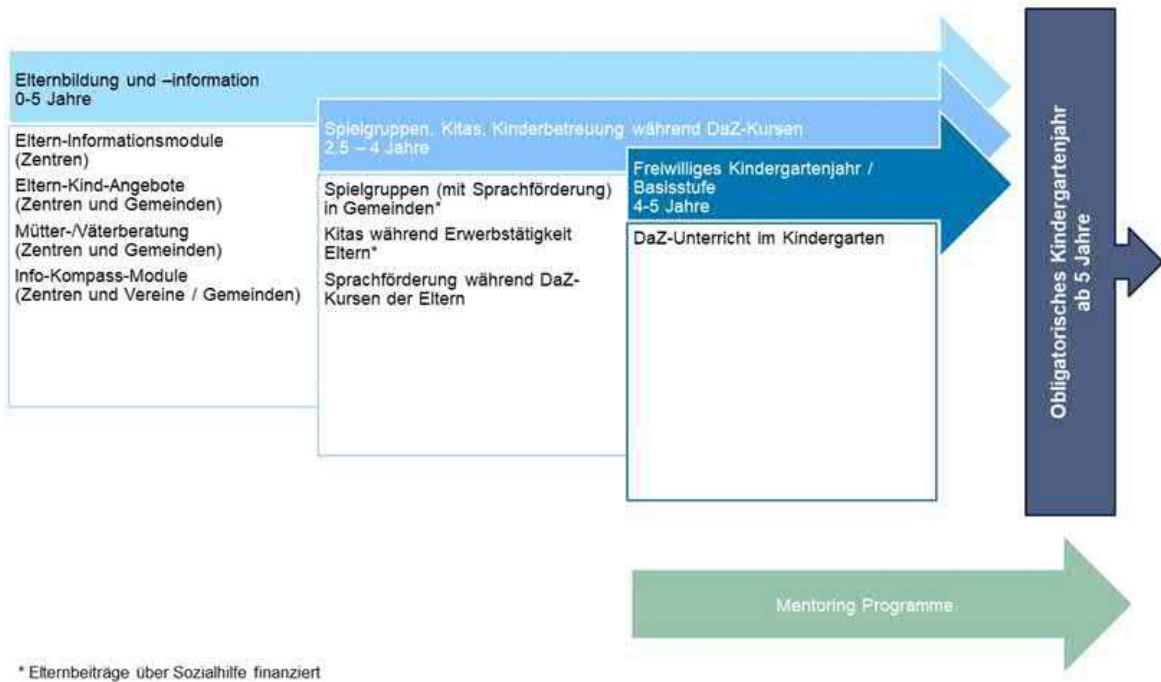 Elternbildung und –information
0-5 Jahre
Eltern-Informationsmodule
(Zentren)
Eltern-Kind-Angebote
(Zentren und Gemeinden)
Mütter-/Väterberatung
(Zentren und Gemeinden)
Info-Kompass-Module
(Zentren und Vereine / Gemeinden)
Spielgruppen, Kitas, Kinderbetreuung während DaZ-Kursen
2.5 – 4 Jahre
Spielgruppen (mit Sprachförderung)
in Gemeinden*
Kitas während Erwerbstätigkeit
Eltern*
Sprachförderung während DaZ-
Kursen der Eltern
Freiwilliges Kindergartenjahr /
Basisstufe
4-5 Jahre
DaZ-Unterricht im Kindergarten
Obligatorisches Kindergartenjahr
ab 5 Jahre
Mentoring Programme
* Elternbeiträge über Sozialhilfe finanziert